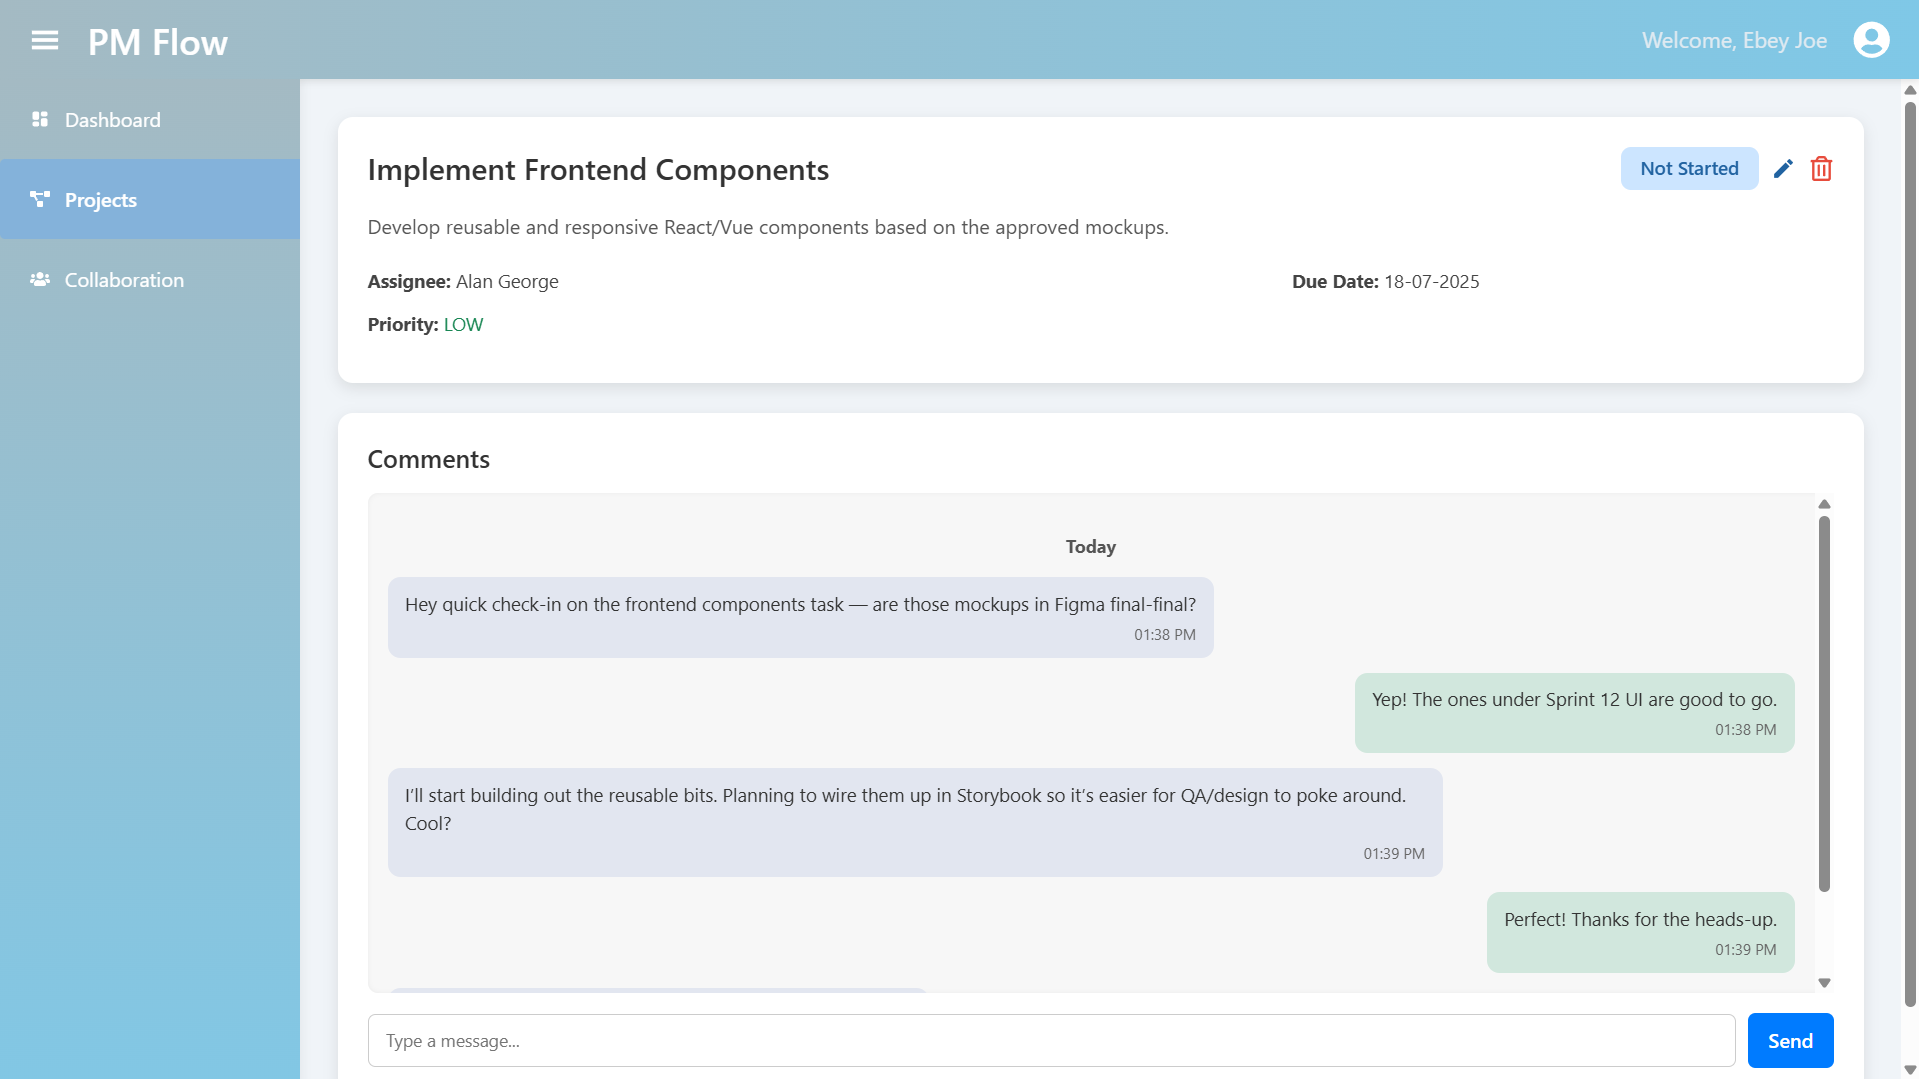 PM Flow
Welcome, Ebey Joe
Dashboard
Projects
Collaboration
Implement Frontend Components
Not Started
Develop reusable and responsive React/Vue components based on the approved mockups.
Assignee: Alan George
Due Date: 18-07-2025
Priority: LOW
Comments
Today
Hey quick check-in on the frontend components task — are those mockups in Figma final-final?
01:38 PM
Yep! The ones under Sprint 12 UI are good to go.
01:38 PM
I’ll start building out the reusable bits. Planning to wire them up in Storybook so it’s easier for QA/design to poke around.
Cool?
01:39 PM
Perfect! Thanks for the heads-up.
01:39 PM
Type a message...
Send